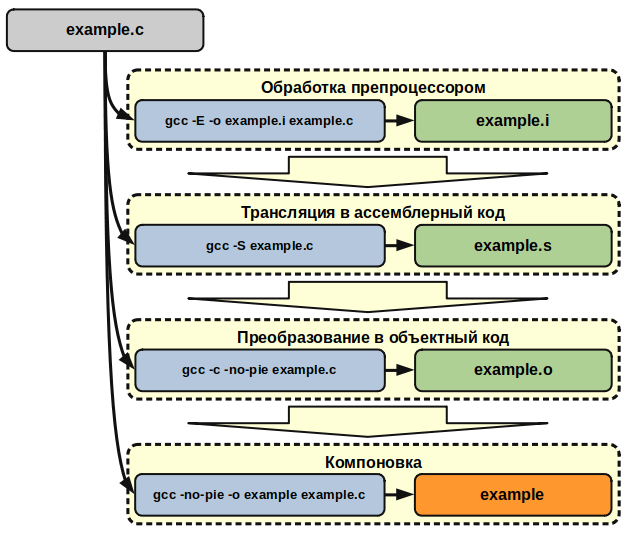 example.c
Обработка препроцессором
gcc -E -o example.i example.c
example.i
Трансляция в ассемблерный код
gcc -S example.c
example.s
Преобразование в объектный код
gcc -c -no-pie example.c
example.o
Компоновка
gcc -no-pie -o example example.c
example